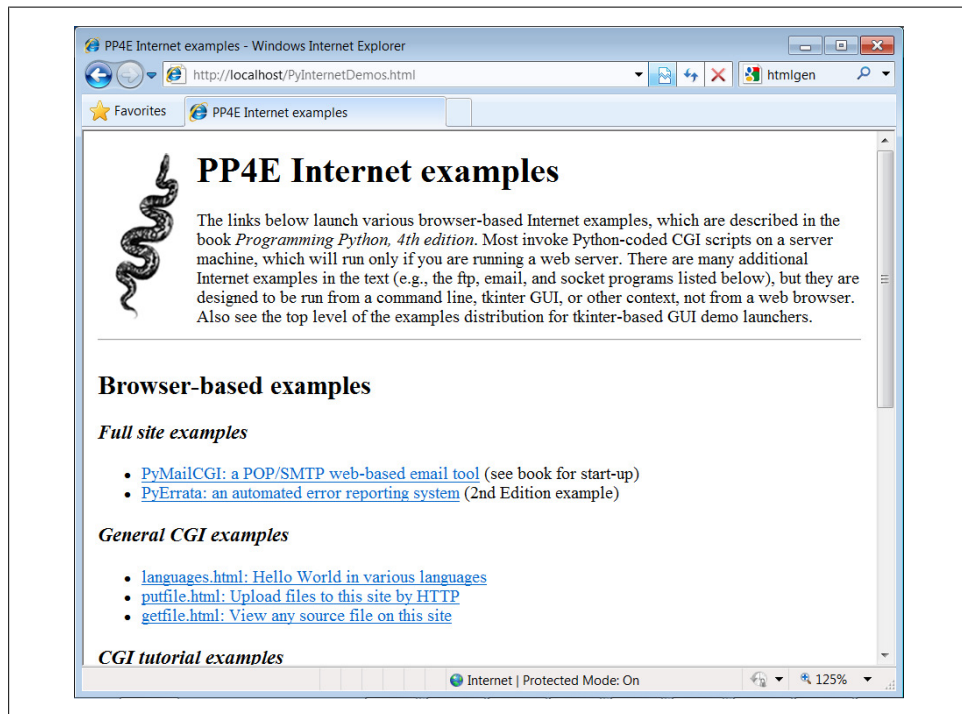 PP4E Internet examples - Windows Internet Explorer
http://localhost/PyInternetDemos.html
htmlgen
Favorites
PP4E Internet examples
PP4E Internet examples
The links below launch various browser-based Internet examples, which are described in the
book Programming Python, 4th edition. Most invoke Python-coded CGI scripts on a server
machine, which will run only if you are running a web server. There are many additional
Internet examples in the text (e.g., the ftp, email, and socket programs listed below), but they are
designed to be run from a command line, tkinter GUI, or other context, not from a web browser.
Also see the top level of the examples distribution for tkinter-based GUI demo launchers.
Browser-based examples
Full site examples
• PyMailCGI: a POP/SMTP web-based email tool (see book for start-up)
• PyErrata: an automated error reporting system (2nd Edition example)
General CGI examples
• languages.html: Hello World in various languages
• putfile.html: Upload files to this site by HTTP
• getfile.html: View any source file on this site
CGI tutorial examples
Internet | Protected Mode: On
125%